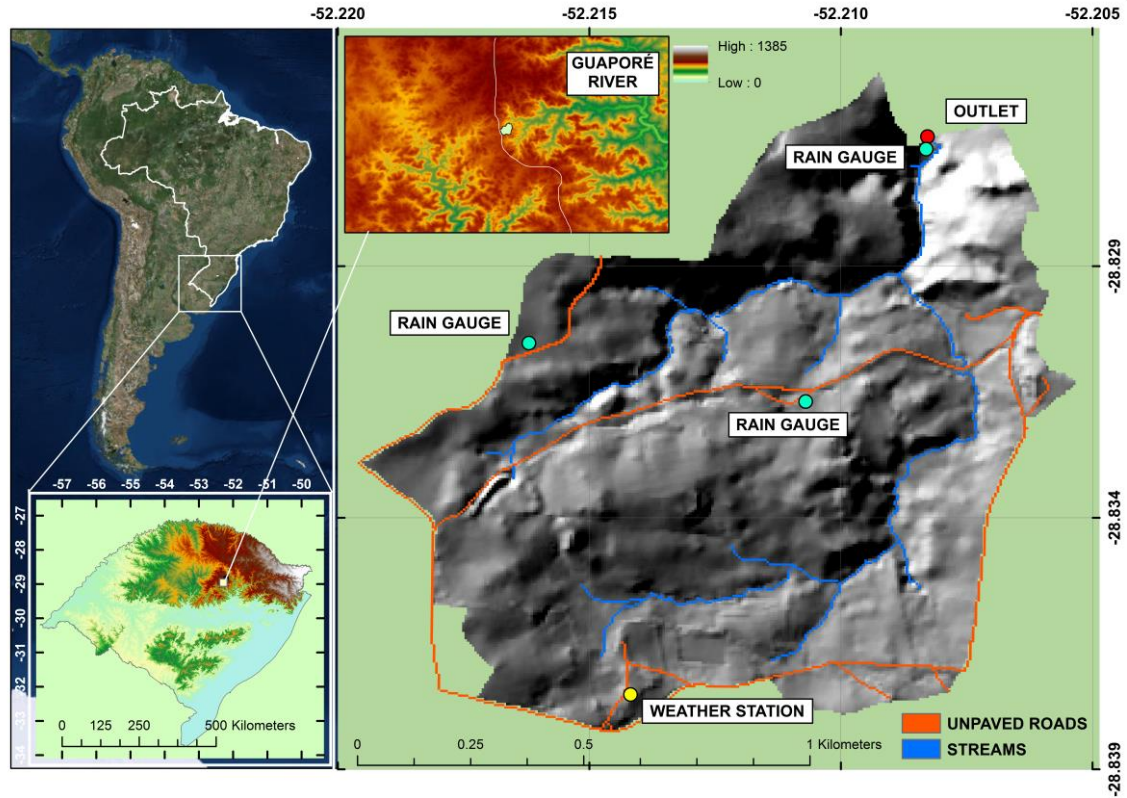 -52.220
-52.215
-52.210
-52.205
GUAPORÉ
RIVER
High : 1385
Low : 0
OUTLET
RAIN GAUGE
-28.829
RAIN GAUGE
RAIN GAUGE
-28.834
-57 -56 -55 -54 -53 -52 -51 -50
-27
-28
-29
-30
-31
-32
-33
-34
0 125 250 500 Kilometers
WEATHER STATION
UNPAVED ROADS
STREAMS
0 0.25 0.5 1 Kilometers
-28.839